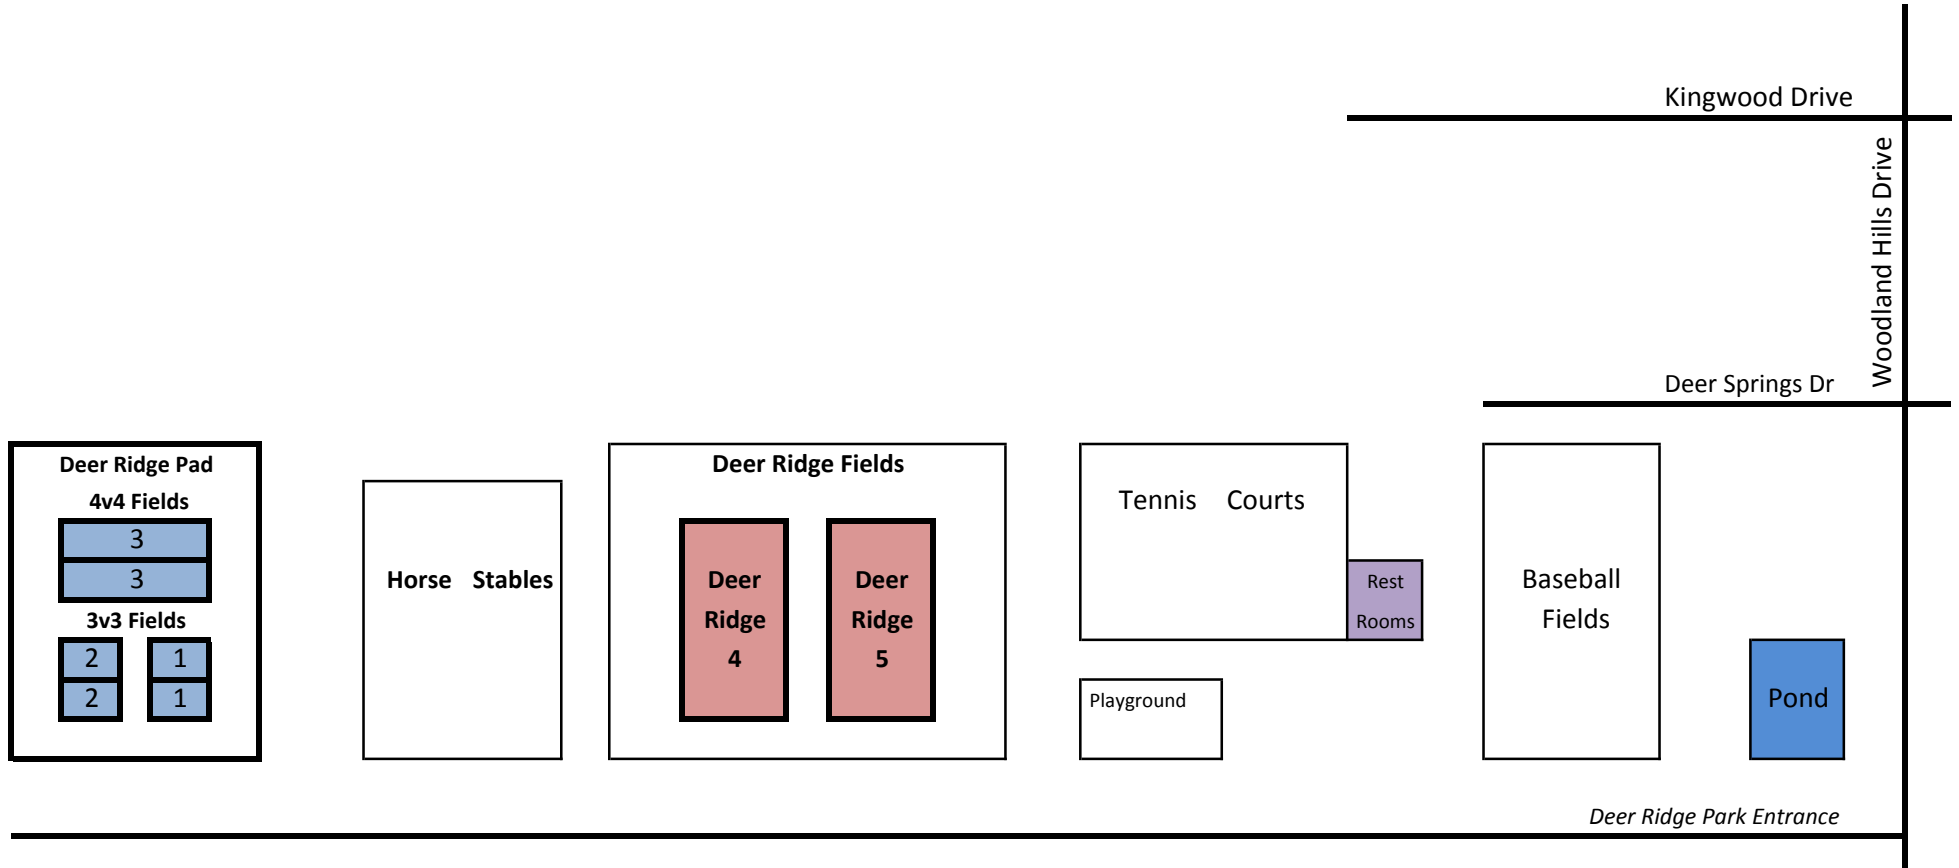 Kingwood Drive
Woodland Hills Drive
Deer Springs Dr
Deer Ridge Pad
4v4 Fields
3
3
3v3 Fields
2 1
2 1
Horse Stables
Deer Ridge Fields
Deer
Ridge
4
Deer
Ridge
5
Tennis Courts
Rest
Rooms
Playground
Baseball
Fields
Pond
Deer Ridge Park Entrance